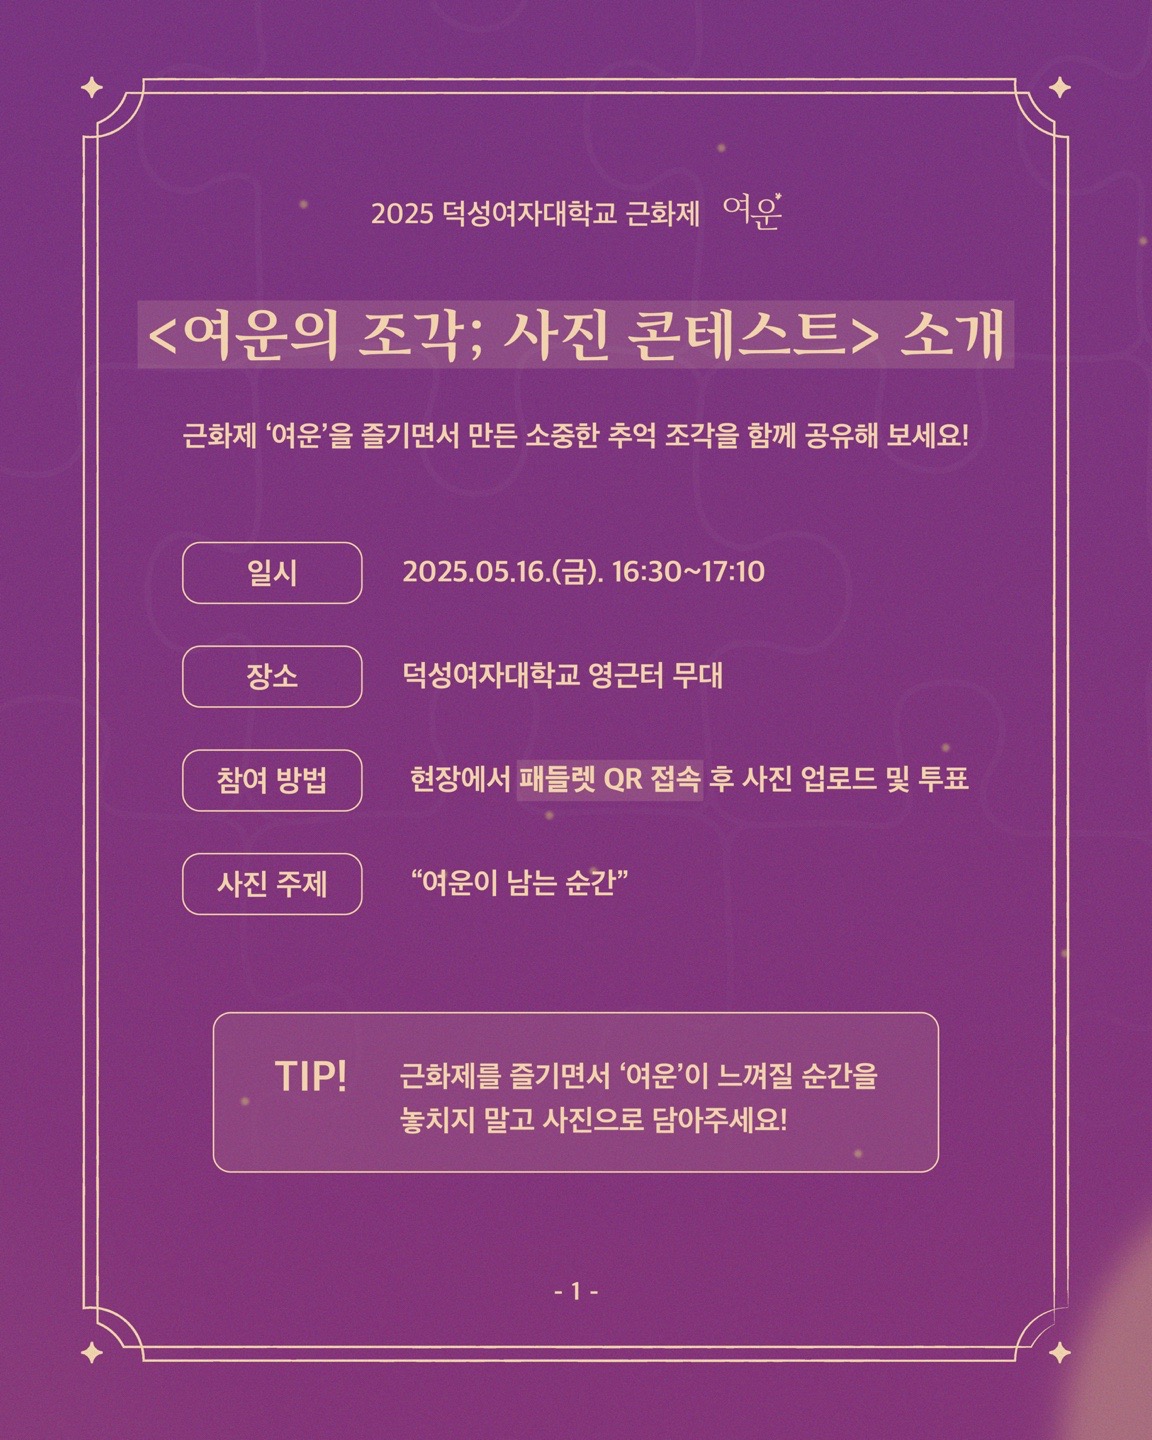 2025 덕성여자대학교 근화제 여운
<여운의 조각; 사진 콘테스트> 소개
근화제 ‘여운’을 즐기면서 만든 소중한 추억 조각을 함께 공유해 보세요!
일시 2025.05.16.(금). 16:30~17:10
장소 덕성여자대학교 영근터 무대
참여 방법 현장에서 패들렛 QR 접속 후 사진 업로드 및 투표
사진 주제 “여운이 남는 순간”
TIP! 근화제를 즐기면서 ‘여운’이 느껴질 순간을
놓치지 말고 사진으로 담아주세요!
- 1 -